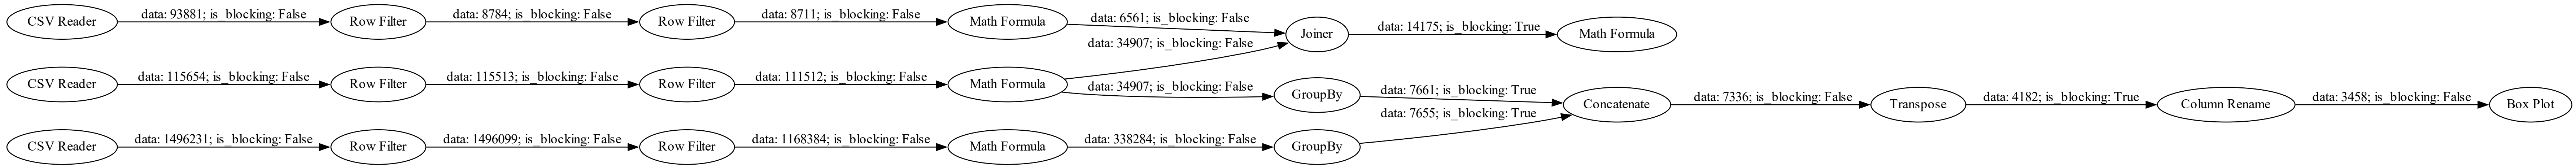 CSV Reader
data: 93881; is_blocking: False
Row Filter
data: 8784; is_blocking: False
Row Filter
data: 8711; is_blocking: False
Math Formula
data: 6561; is_blocking: False
Joiner
data: 14175; is_blocking: True
Math Formula
data: 34907; is_blocking: False
CSV Reader
data: 115654; is_blocking: False
Row Filter
data: 115513; is_blocking: False
Row Filter
data: 111512; is_blocking: False
Math Formula
data: 34907; is_blocking: False
GroupBy
data: 7661; is_blocking: True
Concatenate
data: 7336; is_blocking: False
Transpose
data: 4182; is_blocking: True
Column Rename
data: 3458; is_blocking: False
Box Plot
data: 7655; is_blocking: True
CSV Reader
data: 1496231; is_blocking: False
Row Filter
data: 1496099; is_blocking: False
Row Filter
data: 1168384; is_blocking: False
Math Formula
data: 338284; is_blocking: False
GroupBy